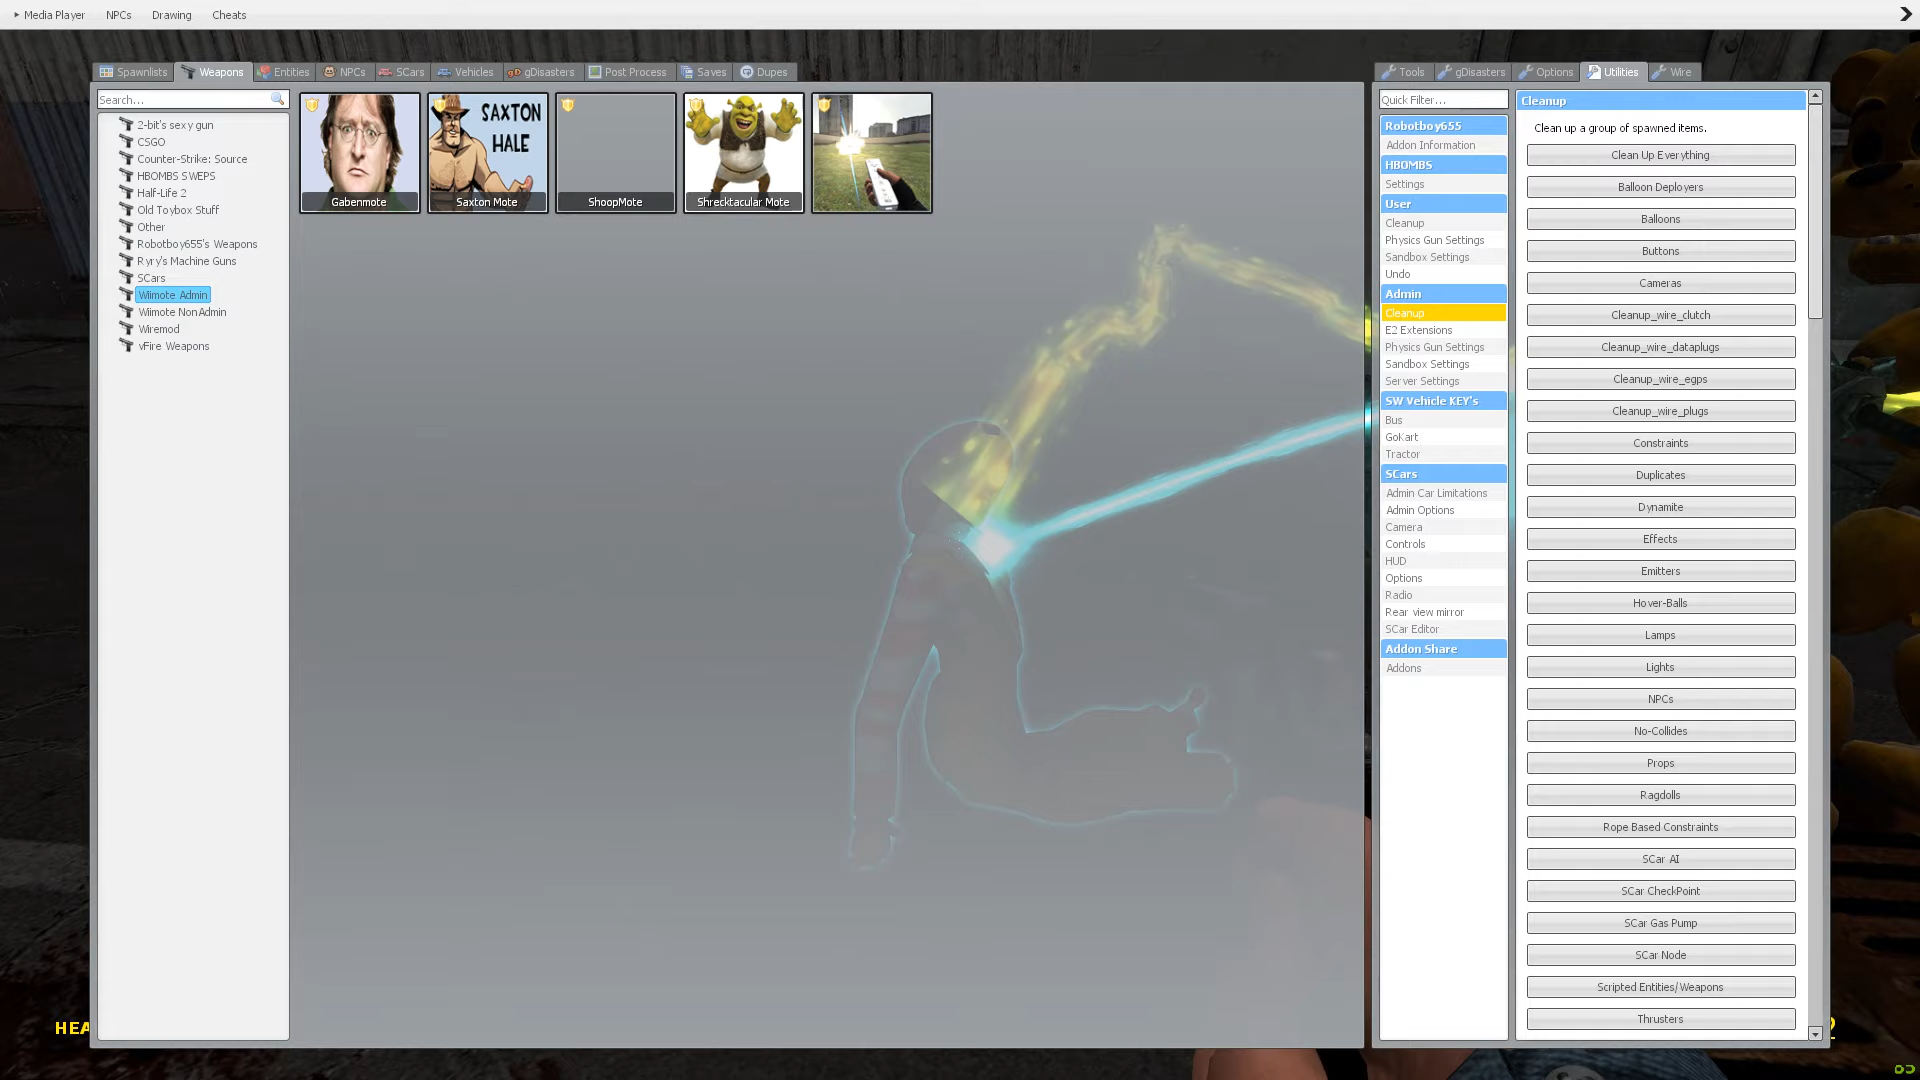 Media Player
NPCs
Drawing
Cheats
Spawnlists
Weapons
Entities
NPCs
SCars
Vehicles
gDisasters
Post Process
Saves
Dupes
Search...
2-bit's sexy gun
CSGO
Counter-Strike: Source
HBOMBS SWEPS
Half-Life 2
Old Toybox Stuff
Other
Robotboy655's Weapons
Ryry's Machine Guns
SCars
Wiimote Admin
Wiimote NonAdmin
Wiremod
vFire Weapons
Gabenmote
SAXTON
HALE
Saxton Mote
ShoopMote
Shrecktacular Mote
Tools
gDisasters
Options
Utilities
Wire
Quick Filter...
Robotboy655
Addon Information
HBOMBS
Settings
User
Cleanup
Physics Gun Settings
Sandbox Settings
Undo
Admin
Cleanup
E2 Extensions
Physics Gun Settings
Sandbox Settings
Server Settings
SW Vehicle KEY's
Bus
GoKart
Tractor
SCars
Admin Car Limitations
Admin Options
Camera
Controls
HUD
Options
Radio
Rear view mirror
SCar Editor
Addon Share
Addons
Cleanup
Clean up a group of spawned items.
Clean Up Everything
Balloon Deployers
Balloons
Buttons
Cameras
Cleanup_wire_clutch
Cleanup_wire_dataplugs
Cleanup_wire_egps
Cleanup_wire_plugs
Constraints
Duplicates
Dynamite
Effects
Emitters
Hover-Balls
Lamps
Lights
NPCs
No-Collides
Props
Ragdolls
Rope Based Constraints
SCar AI
SCar CheckPoint
SCar Gas Pump
SCar Node
Scripted Entities/Weapons
Thrusters
HEA